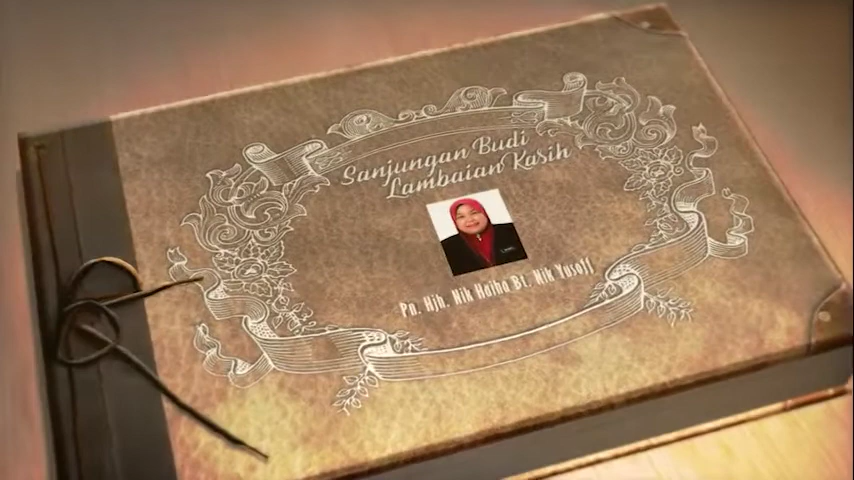 Sanjungan Budi
Lambaian Kasih
Pn. Hjh. Nik Haiha Bt. Nik Yusoff